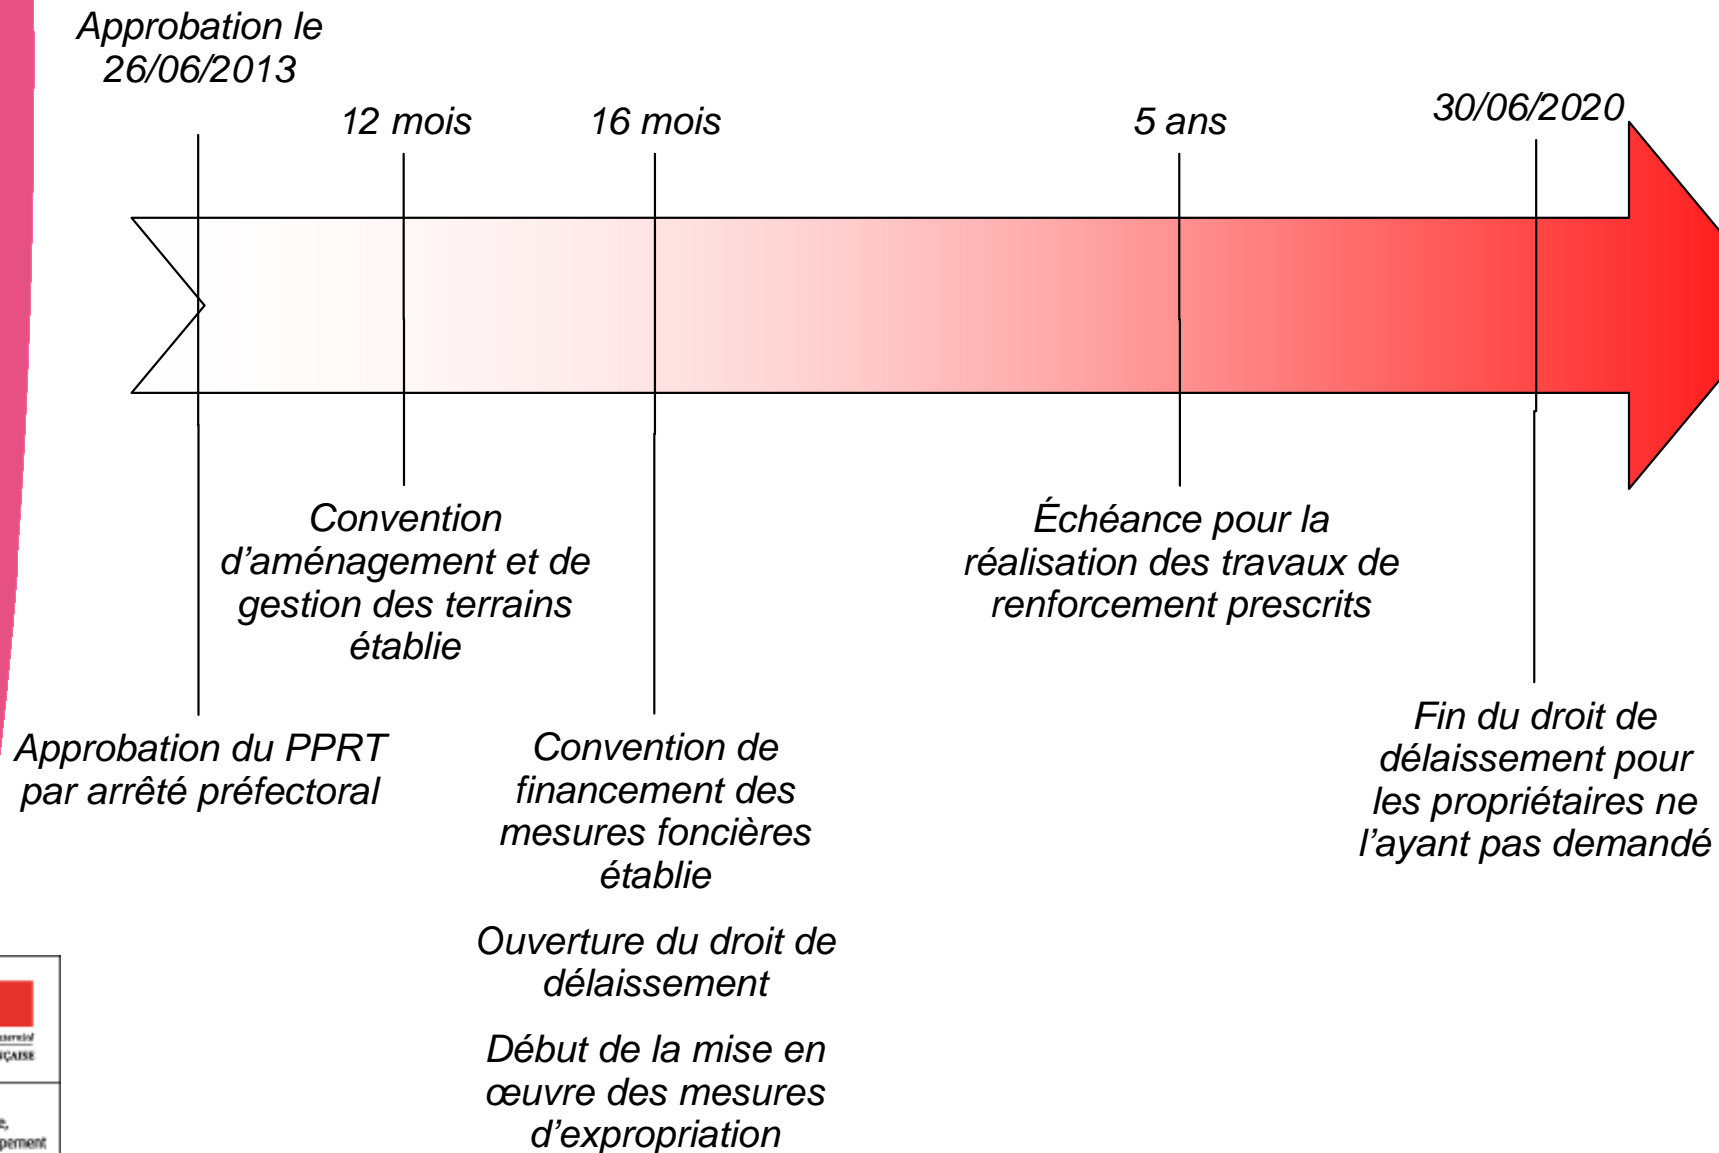 Approbation le
26/06/2013
12 mois
16 mois
5 ans
30/06/2020
Convention
d’aménagement et de
gestion des terrains
établie
Échéance pour la
réalisation des travaux de
renforcement prescrits
Approbation du PPRT
par arrêté préfectoral
Convention de
financement des
mesures foncières
établie
Fin du droit de
délaissement pour
les propriétaires ne
l’ayant pas demandé
Ouverture du droit de
délaissement
Début de la mise en
œuvre des mesures
d’expropriation